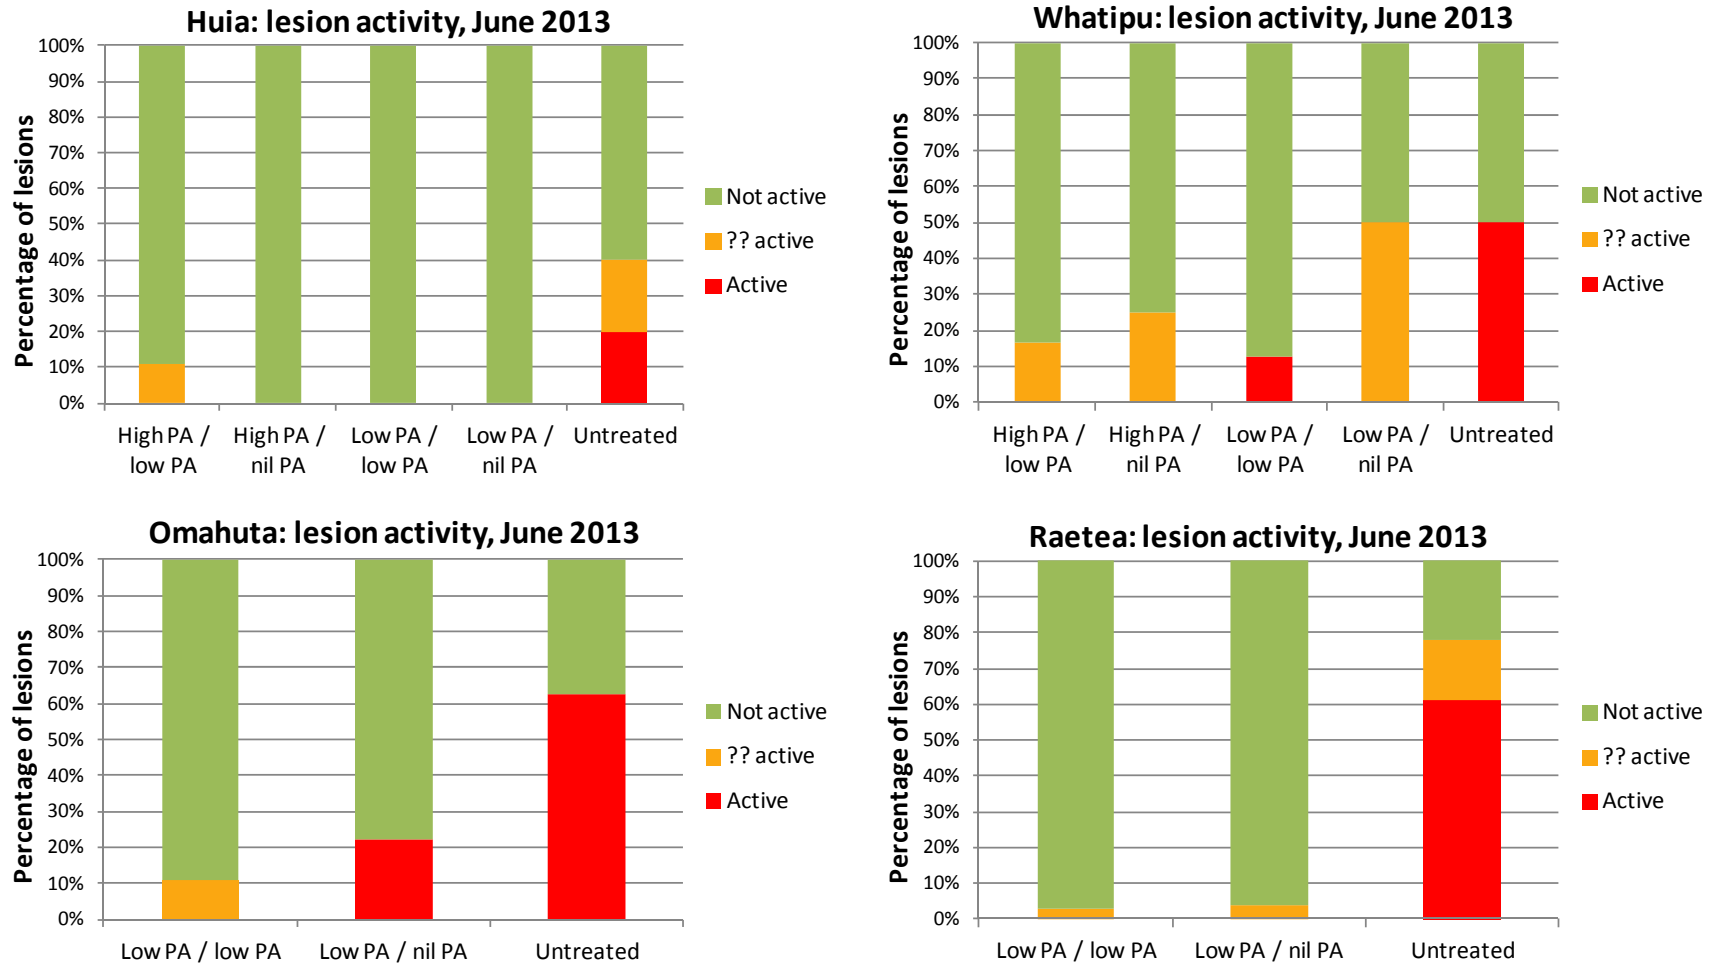 Huia: lesion activity, June 2013
Percentage of lesions
100%
90%
80%
70%
60%
50%
40%
30%
20%
10%
0%
High PA / low PA
High PA / nil PA
Low PA / low PA
Low PA / nil PA
Untreated
Not active
?? active
Active
Whatipu: lesion activity, June 2013
Percentage of lesions
100%
90%
80%
70%
60%
50%
40%
30%
20%
10%
0%
High PA / low PA
High PA / nil PA
Low PA / low PA
Low PA / nil PA
Untreated
Not active
?? active
Active
Omahuta: lesion activity, June 2013
Percentage of lesions
100%
90%
80%
70%
60%
50%
40%
30%
20%
10%
0%
Low PA / low PA
Low PA / nil PA
Untreated
Not active
?? active
Active
Raetea: lesion activity, June 2013
Percentage of lesions
100%
90%
80%
70%
60%
50%
40%
30%
20%
10%
0%
Low PA / low PA
Low PA / nil PA
Untreated
Not active
?? active
Active